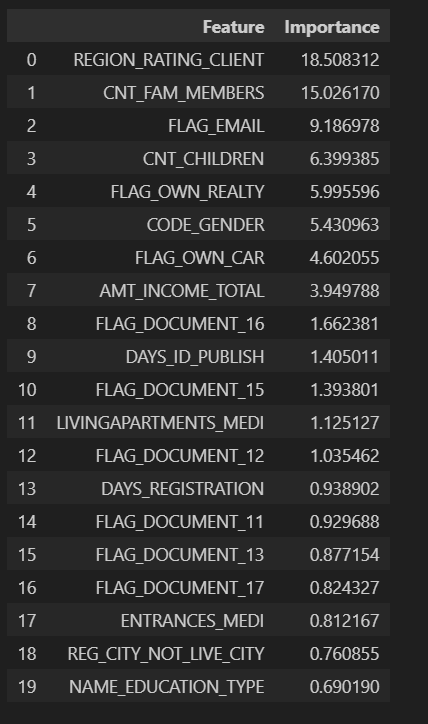 Feature Importance
0 REGION_RATING_CLIENT 18.508312
1 CNT_FAM_MEMBERS 15.026170
2 FLAG_EMAIL 9.186978
3 CNT_CHILDREN 6.399385
4 FLAG_OWN_REALTY 5.995596
5 CODE_GENDER 5.430963
6 FLAG_OWN_CAR 4.602055
7 AMT_INCOME_TOTAL 3.949788
8 FLAG_DOCUMENT_16 1.662381
9 DAYS_ID_PUBLISH 1.405011
10 FLAG_DOCUMENT_15 1.393801
11 LIVINGAPARTMENTS_MEDI 1.125127
12 FLAG_DOCUMENT_12 1.035462
13 DAYS_REGISTRATION 0.938902
14 FLAG_DOCUMENT_11 0.929688
15 FLAG_DOCUMENT_13 0.877154
16 FLAG_DOCUMENT_17 0.824327
17 ENTRANCES_MEDI 0.812167
18 REG_CITY_NOT_LIVE_CITY 0.760855
19 NAME_EDUCATION_TYPE 0.690190